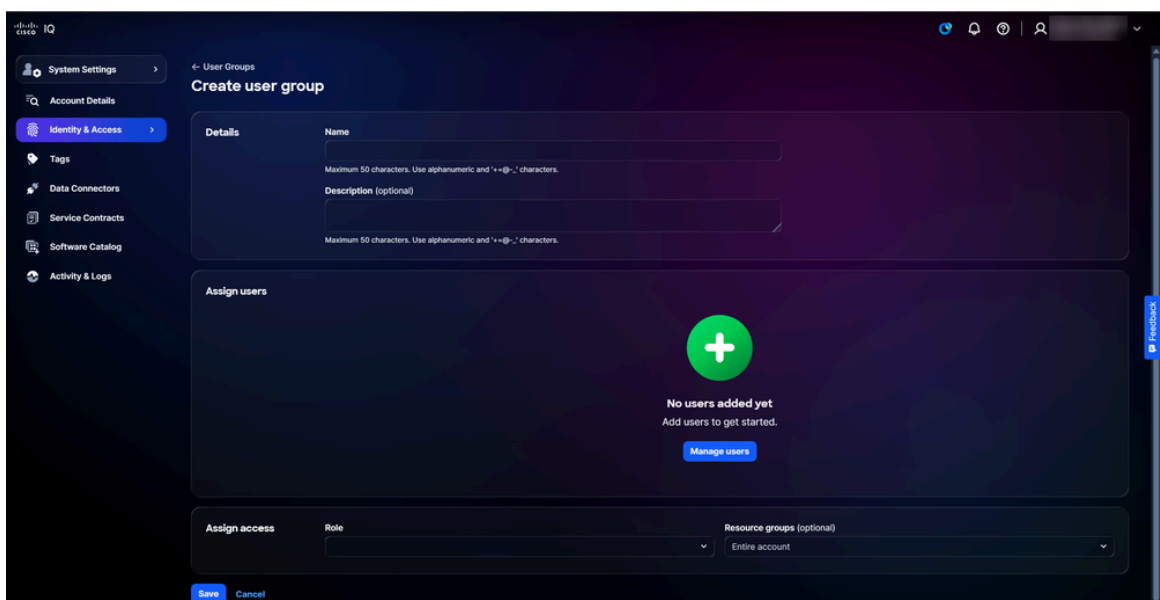 cisco IQ
System Settings
Account Details
Identity & Access
Tags
Data Connectors
Service Contracts
Software Catalog
Activity & Logs
← User Groups
Create user group
Details
Name
Maximum 50 characters. Use alphanumeric and '+=@-_' characters.
Description (optional)
Maximum 50 characters. Use alphanumeric and '+=@-_' characters.
Assign users
No users added yet
Add users to get started.
Manage users
Assign access
Role
Resource groups (optional)
Entire account
Save Cancel
Feedback